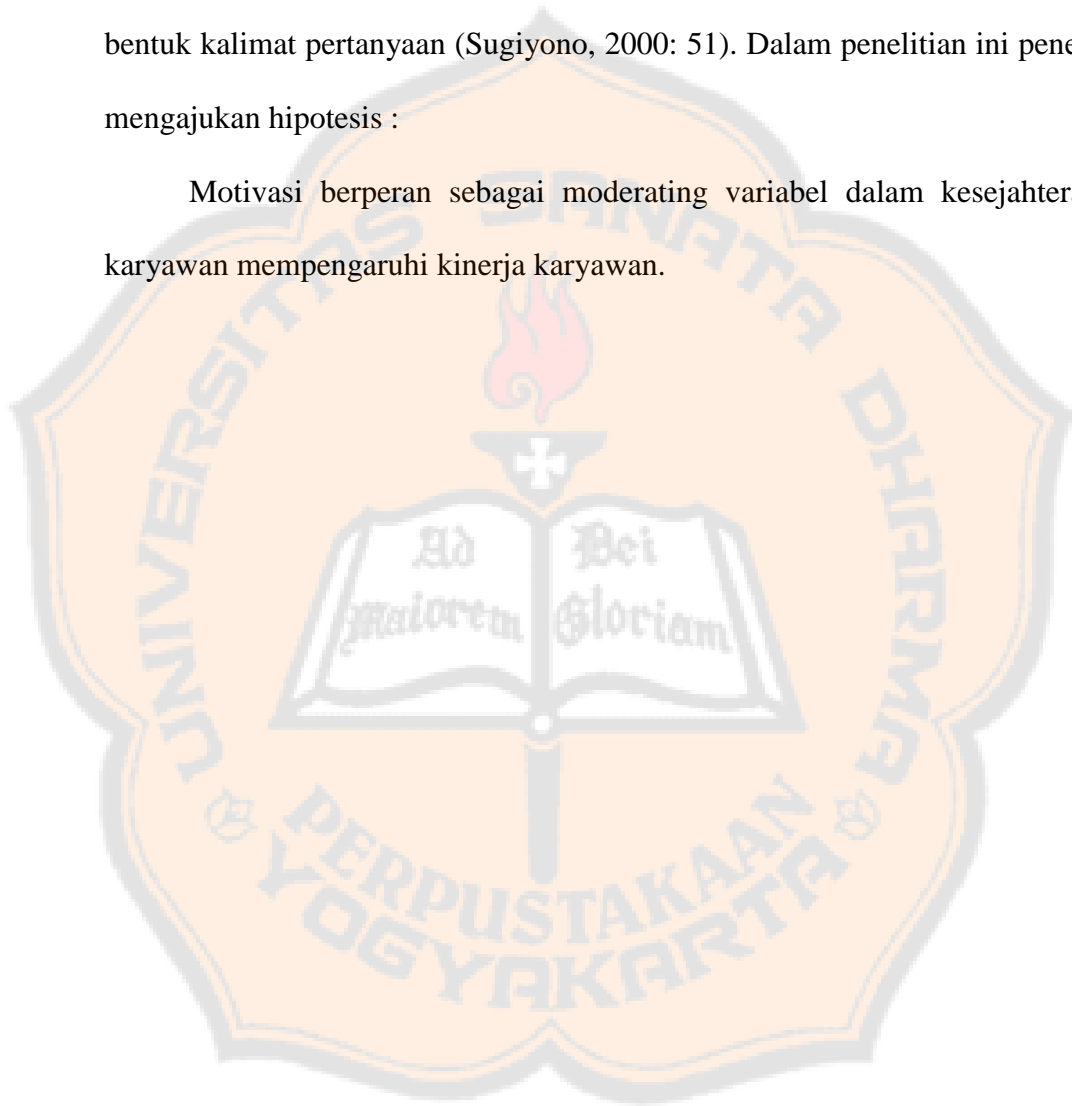 bentuk kalimat pertanyaan (Sugiyono, 2000: 51). Dalam penelitian ini pene
mengajukan hipotesis :
Motivasi berperan sebagai moderating variabel dalam kesejahtera
karyawan mempengaruhi kinerja karyawan.
UNIVERSITAS SANATA DHARMA
Ad Dei
maiorem Gloriam
PERPUSTAKAAN
YOGYAKARTA